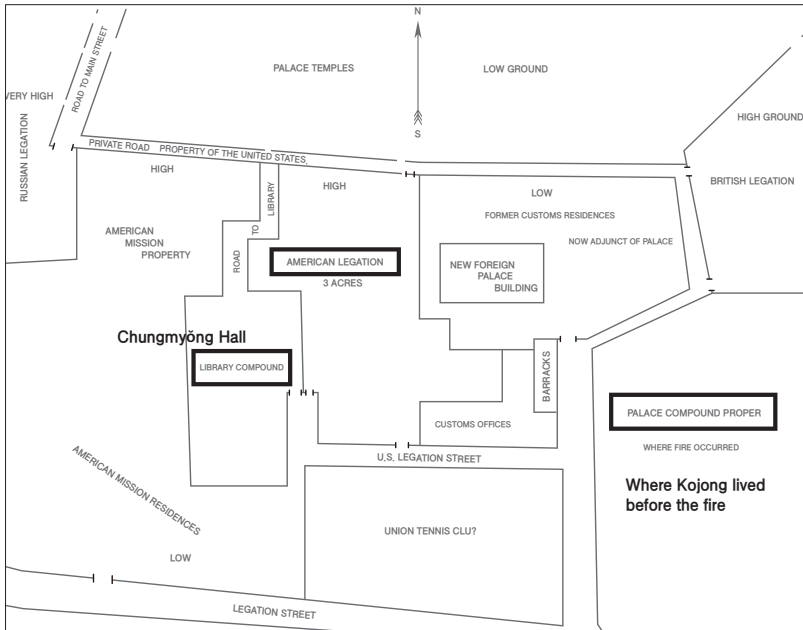 N
PALACE TEMPLES
LOW GROUND
ROAD TO MAIN STREET
VERY HIGH
RUSSIAN LEGATION
S
HIGH GROUND
PRIVATE ROAD PROPERTY OF THE UNITED STATES,
HIGH
HIGH
LOW
BRITISH LEGATION
ROAD TO LIBRARY
FORMER CUSTOMS RESIDENCES
AMERICAN
MISSION
PROPERTY
NOW ADJUNCT OF PALACE
AMERICAN LEGATION
3 ACRES
NEW FOREIGN
PALACE
BUILDING
Chungmyŏng Hall
LIBRARY COMPOUND
BARRACKS
CUSTOMS OFFICES
PALACE COMPOUND PROPER
WHERE FIRE OCCURRED
U.S. LEGATION STREET
Where Kojong lived
before the fire
AMERICAN MISSION RESIDENCES
UNION TENNIS CLU?
LOW
LEGATION STREET